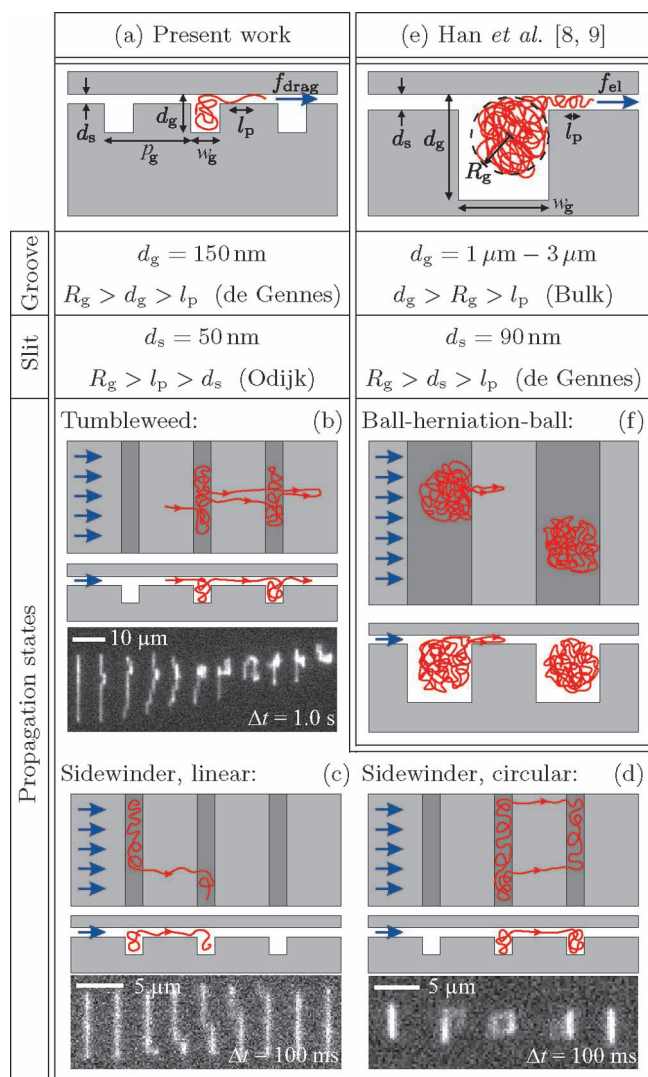 (a) Present work
(e) Han et al. [8, 9]
f_drag
d_s
d_g
l_p
p_g
w_g
f_el
d_s
d_g
l_p
R_g
w_g
Groove
d_g = 150 nm
R_g > d_g > l_p (de Gennes)
d_g = 1 μm − 3 μm
d_g > R_g > l_p (Bulk)
Slit
d_s = 50 nm
R_g > l_p > d_s (Odijk)
d_s = 90 nm
R_g > d_s > l_p (de Gennes)
Propagation states
Tumbleweed: (b)
10 μm
Δt = 1.0 s
Ball-herniation-ball: (f)
Sidewinder, linear: (c)
5 μm
Δt = 100 ms
Sidewinder, circular: (d)
5 μm
Δt = 100 ms